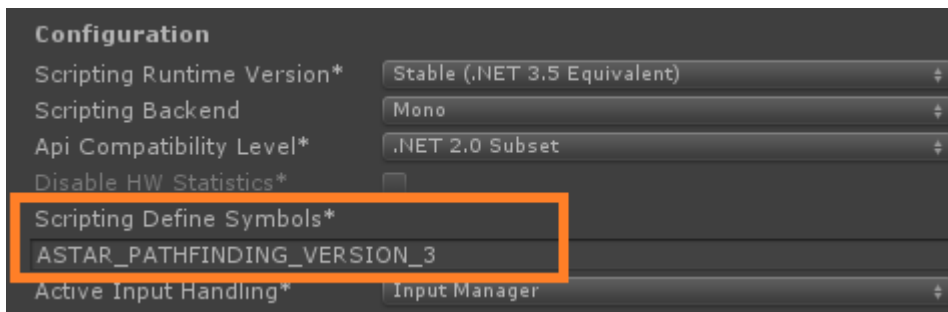 Configuration
Scripting Runtime Version* Stable (.NET 3.5 Equivalent)
Scripting Backend Mono
Api Compatibility Level* .NET 2.0 Subset
Disable HW Statistics*
Scripting Define Symbols*
ASTAR_PATHFINDING_VERSION_3
Active Input Handling* Input Manager